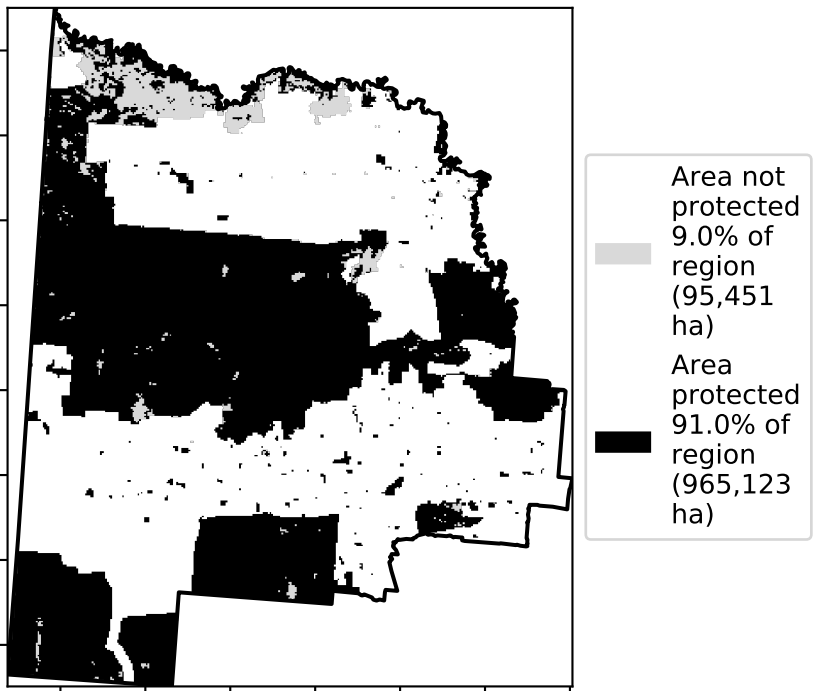 Area not
protected
9.0% of
region
(95,451
ha)
Area
protected
91.0% of
region
(965,123
ha)